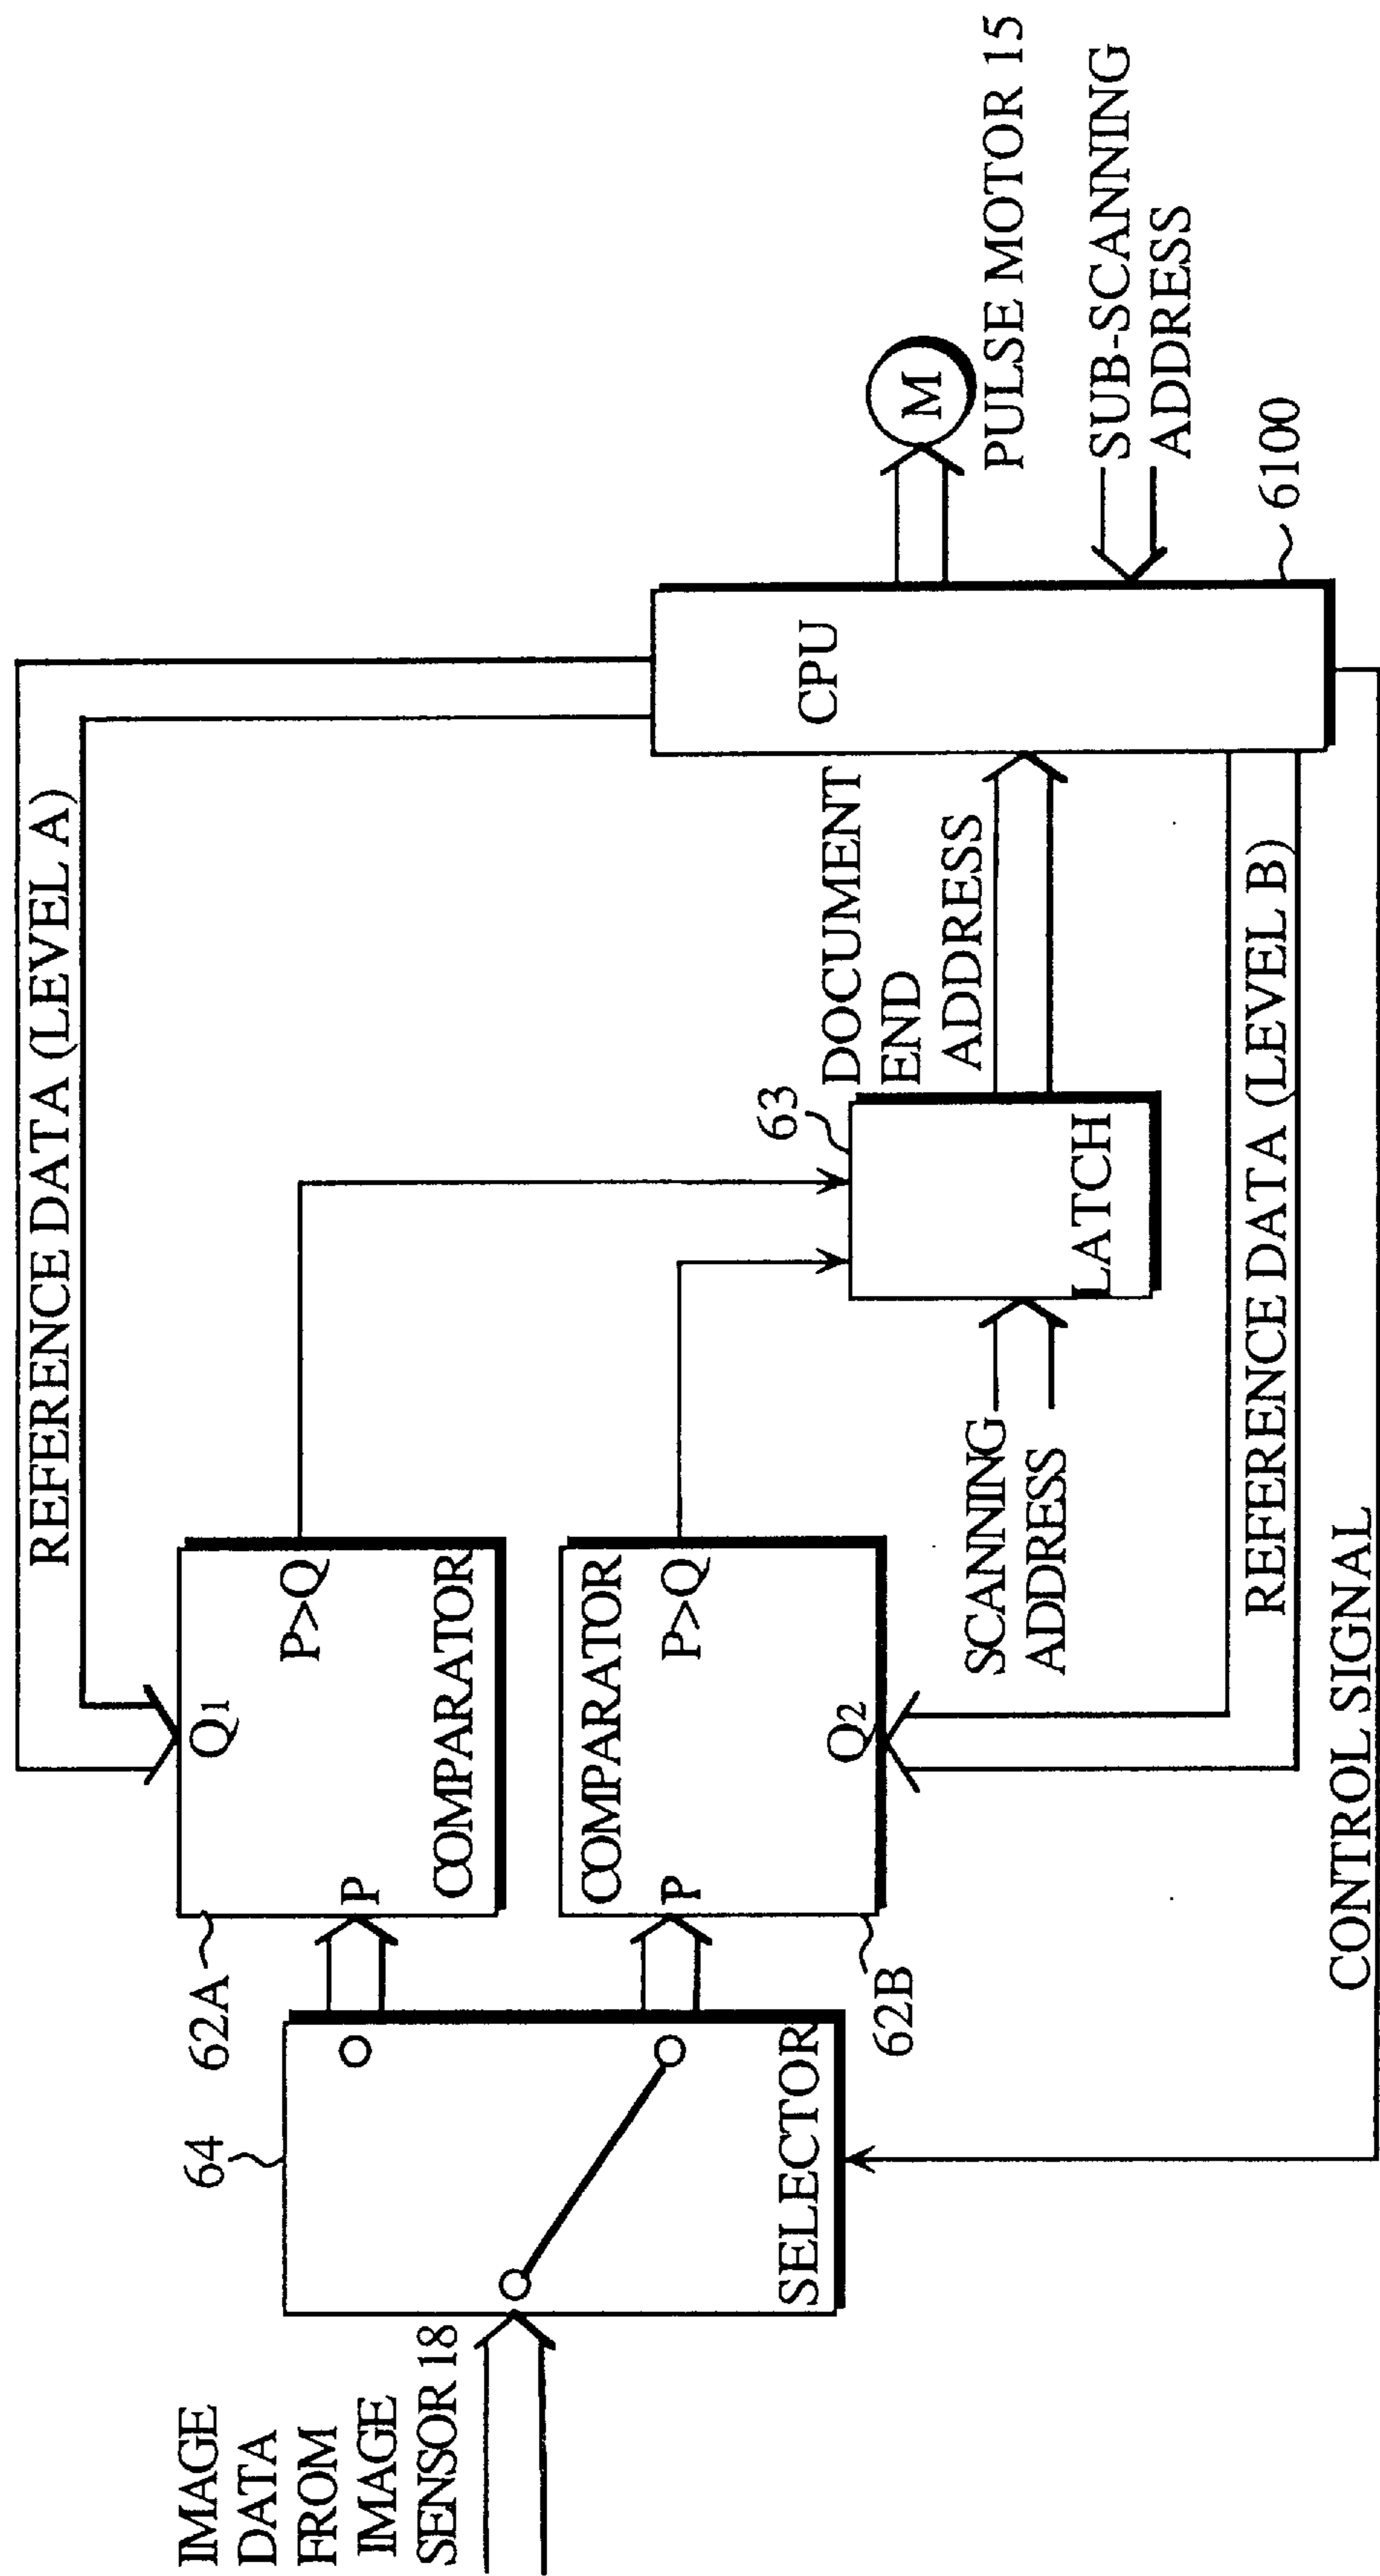 REFERENCE DATA (LEVEL A)
IMAGE
DATA
FROM
IMAGE
SENSOR 18
64
SELECTOR
62A
P
Q1
P>Q
COMPARATOR
62B
COMPARATOR
P
P>Q
Q2
SCANNING
ADDRESS
63
LATCH
DOCUMENT
END
ADDRESS
CPU
6100
M
PULSE MOTOR 15
SUB-SCANNING
ADDRESS
REFERENCE DATA (LEVEL B)
CONTROL SIGNAL